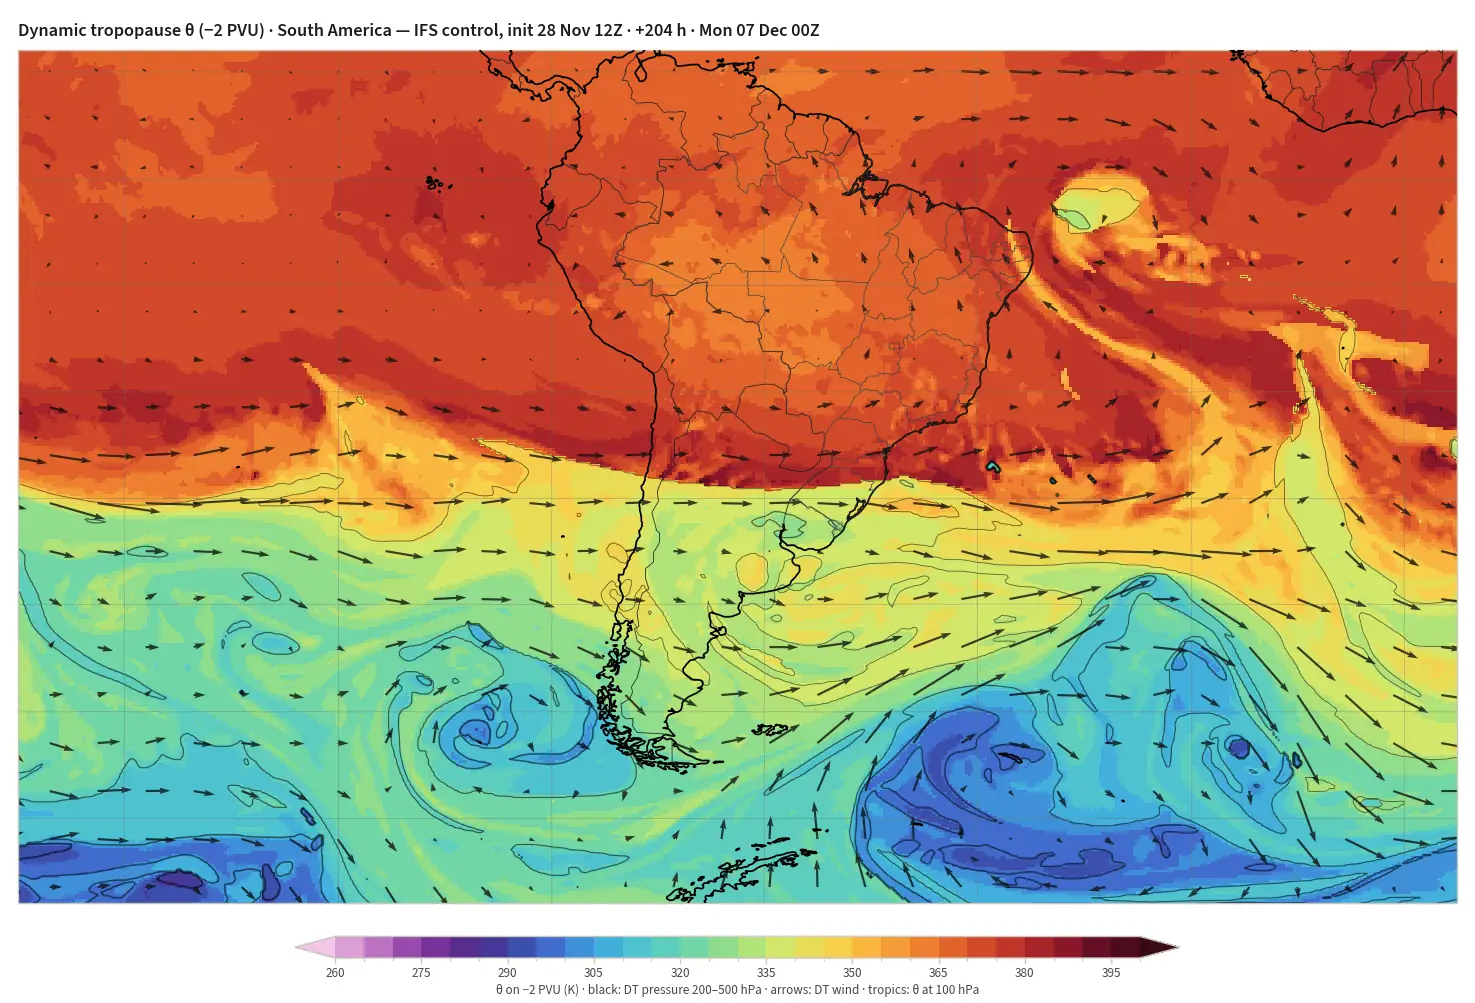 Dynamic tropopause θ (−2 PVU) · South America — IFS control, init 28 Nov 12Z · +204 h · Mon 07 Dec 00Z
260 275 290 305 320 335 350 365 380 395
θ on −2 PVU (K) · black: DT pressure 200–500 hPa · arrows: DT wind · tropics: θ at 100 hPa